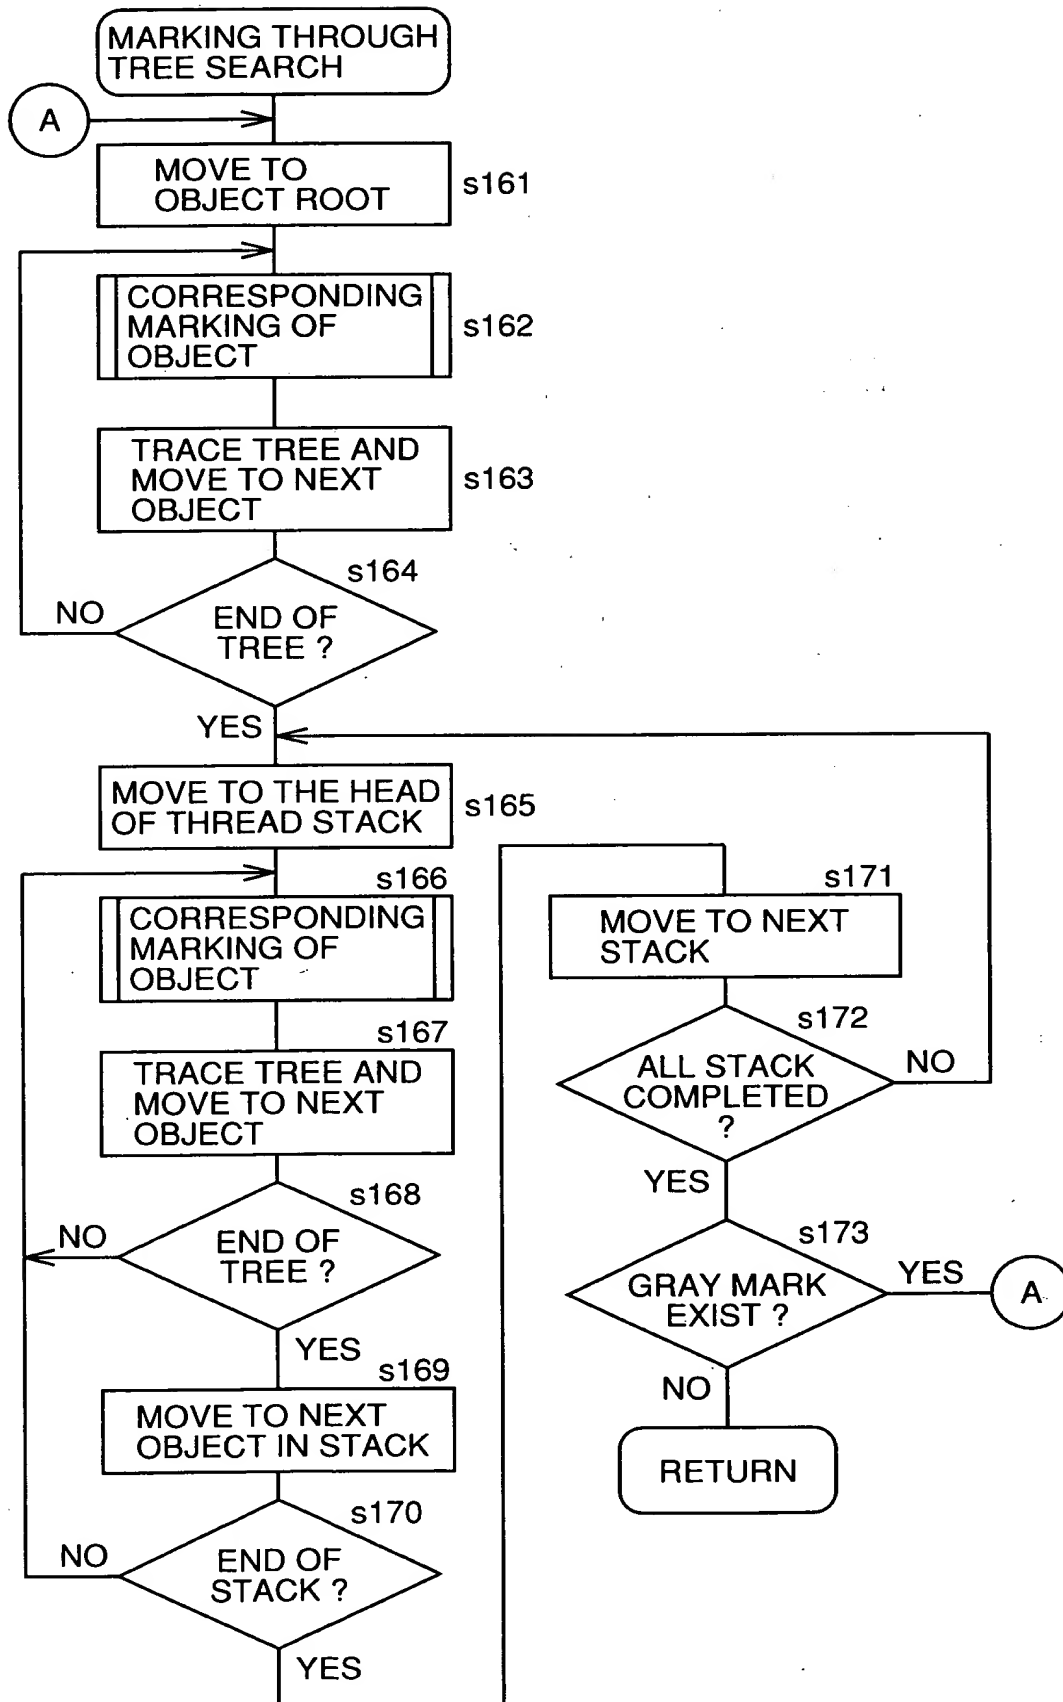 MARKING THROUGH
TREE SEARCH
A
MOVE TO
OBJECT ROOT
s161
CORRESPONDING
MARKING OF
OBJECT
s162
TRACE TREE AND
MOVE TO NEXT
OBJECT
s163
s164
NO
END OF
TREE ?
YES
MOVE TO THE HEAD
OF THREAD STACK
s165
s166
CORRESPONDING
MARKING OF
OBJECT
s167
TRACE TREE AND
MOVE TO NEXT
OBJECT
s168
NO
END OF
TREE ?
YES
s169
MOVE TO NEXT
OBJECT IN STACK
s170
NO
END OF
STACK ?
YES
s171
MOVE TO NEXT
STACK
s172
ALL STACK
COMPLETED
?
NO
YES
s173
GRAY MARK
EXIST ?
YES
A
NO
RETURN